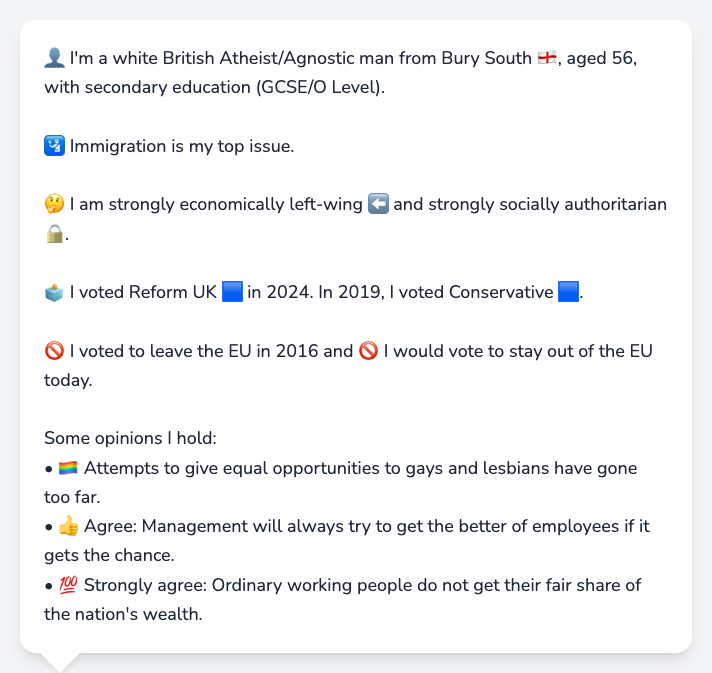 👤 I'm a white British Atheist/Agnostic man from Bury South 🏴󠁧󠁢󠁥󠁮󠁧󠁿, aged 56,
with secondary education (GCSE/O Level).
🛂 Immigration is my top issue.
🤔 I am strongly economically left-wing ⬅️ and strongly socially authoritarian
🔒.
🗳️ I voted Reform UK 🟦 in 2024. In 2019, I voted Conservative 🟦.
🚫 I voted to leave the EU in 2016 and 🚫 I would vote to stay out of the EU
today.
Some opinions I hold:
• 🏳️‍🌈 Attempts to give equal opportunities to gays and lesbians have gone
too far.
• 👍 Agree: Management will always try to get the better of employees if it
gets the chance.
• 💯 Strongly agree: Ordinary working people do not get their fair share of
the nation's wealth.